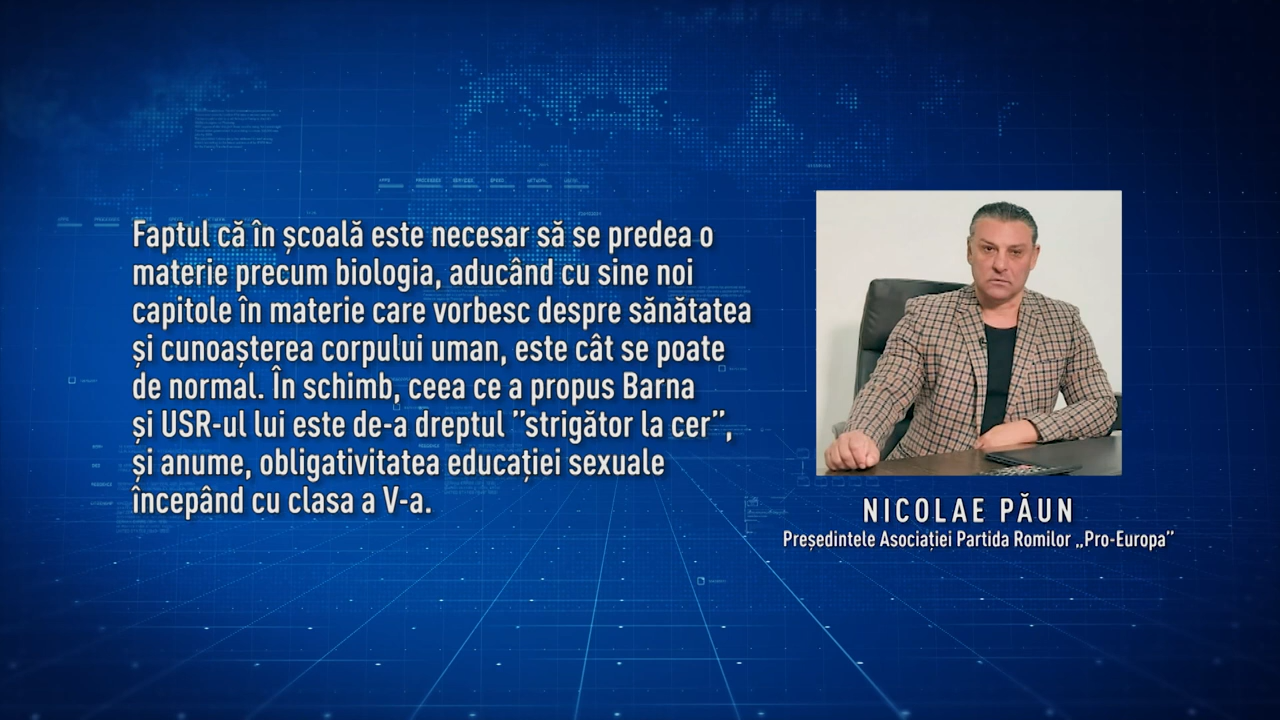 Faptul că în școală este necesar să se predea o
materie precum biologia, aducând cu sine noi
capitole în materie care vorbesc despre sănătatea
și cunoașterea corpului uman, este cât se poate
de normal. În schimb, ceea ce a propus Barna
și USR-ul lui este de-a dreptul ”strigător la cer”,
și anume, obligativitatea educației sexuale
începând cu clasa a V-a.
NICOLAE PĂUN
Președintele Asociației Partida Romilor „Pro-Europa”